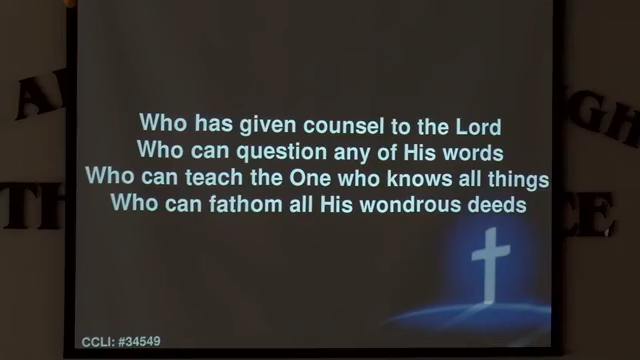 Who has given counsel to the Lord
Who can question any of His words
Who can teach the One who knows all things
Who can fathom all His wondrous deeds
CCLI: #34549